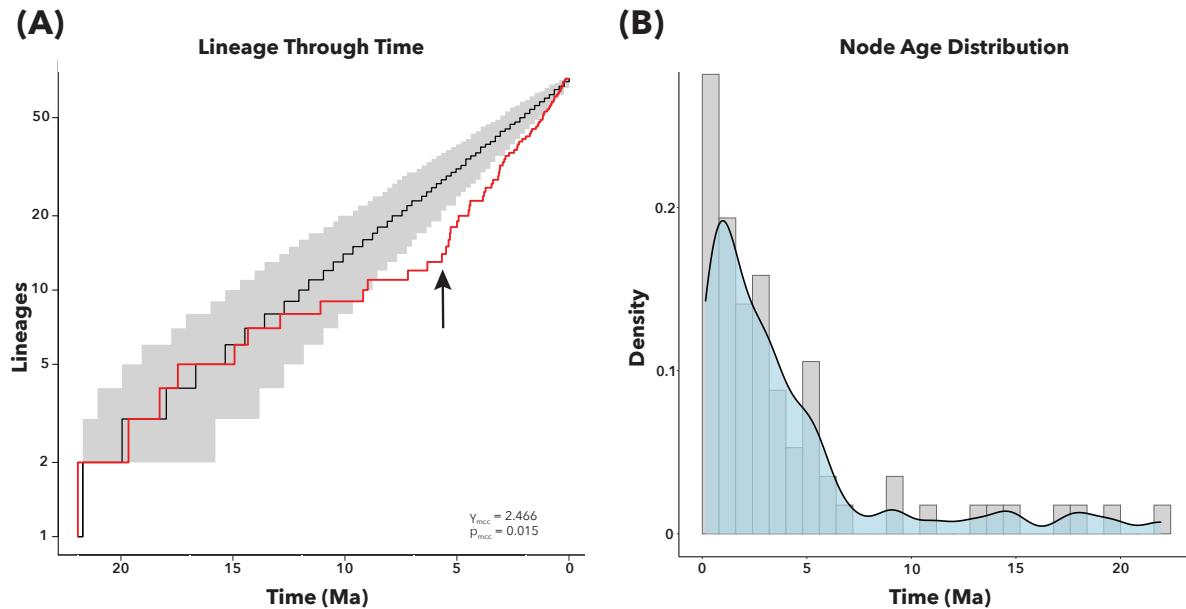 (A)
Lineage Through Time
Lineages
50
20
10
5
2
1
γmcc = 2.466
pmcc = 0.015
20
15
10
5
0
Time (Ma)
(B)
Node Age Distribution
Density
0.2
0.1
0
0
5
10
15
20
Time (Ma)